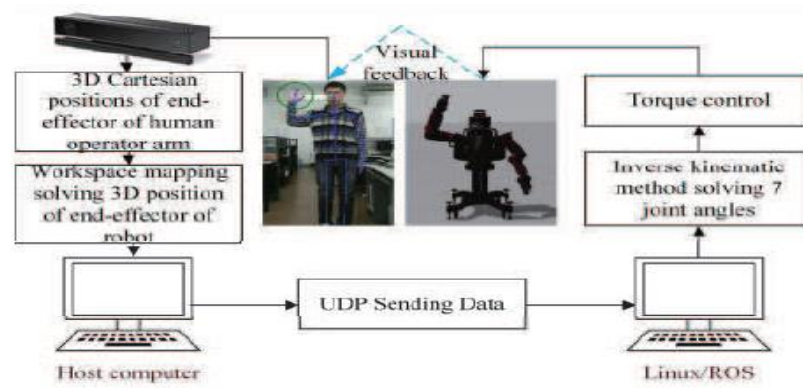 Visual
feedback
3D Cartesian
positions of end-
effector of human
operator arm
Workspace mapping
solving 3D position
of end-effector of
robot
Torque control
Inverse kinematic
method solving 7
joint angles
UDP Sending Data
Host computer
Linux/ROS